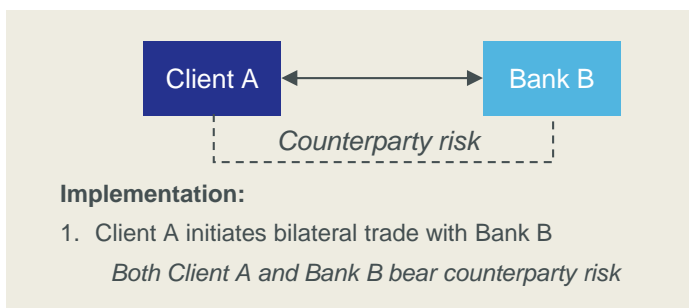 Client A
Bank B
Counterparty risk
Implementation:
1. Client A initiates bilateral trade with Bank B
Both Client A and Bank B bear counterparty risk